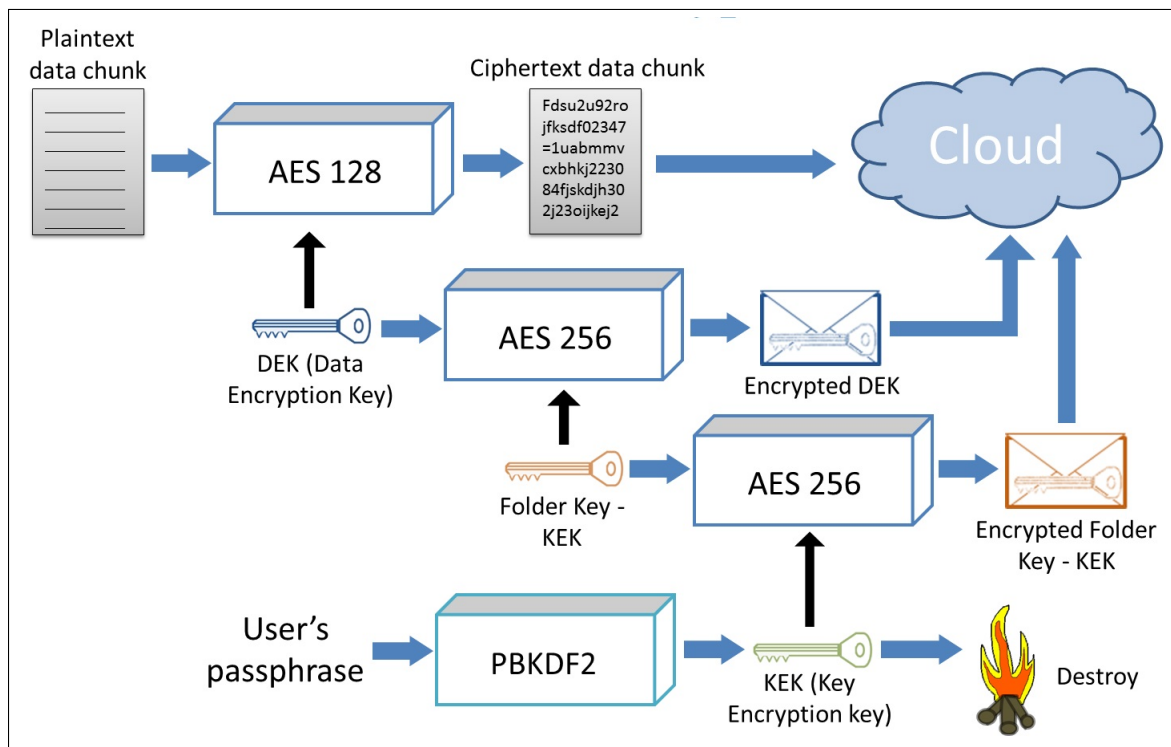 Plaintext
data chunk
Ciphertext data chunk
Fdsu2u92ro
jfksdf02347
=1uabmmv
cxbhkj2230
84fjskdjh30
2j23oijkej2
Cloud
AES 128
DEK (Data
Encryption Key)
AES 256
Encrypted DEK
Folder Key -
KEK
AES 256
Encrypted Folder
Key - KEK
User's
passphrase
PBKDF2
KEK (Key
Encryption key)
Destroy